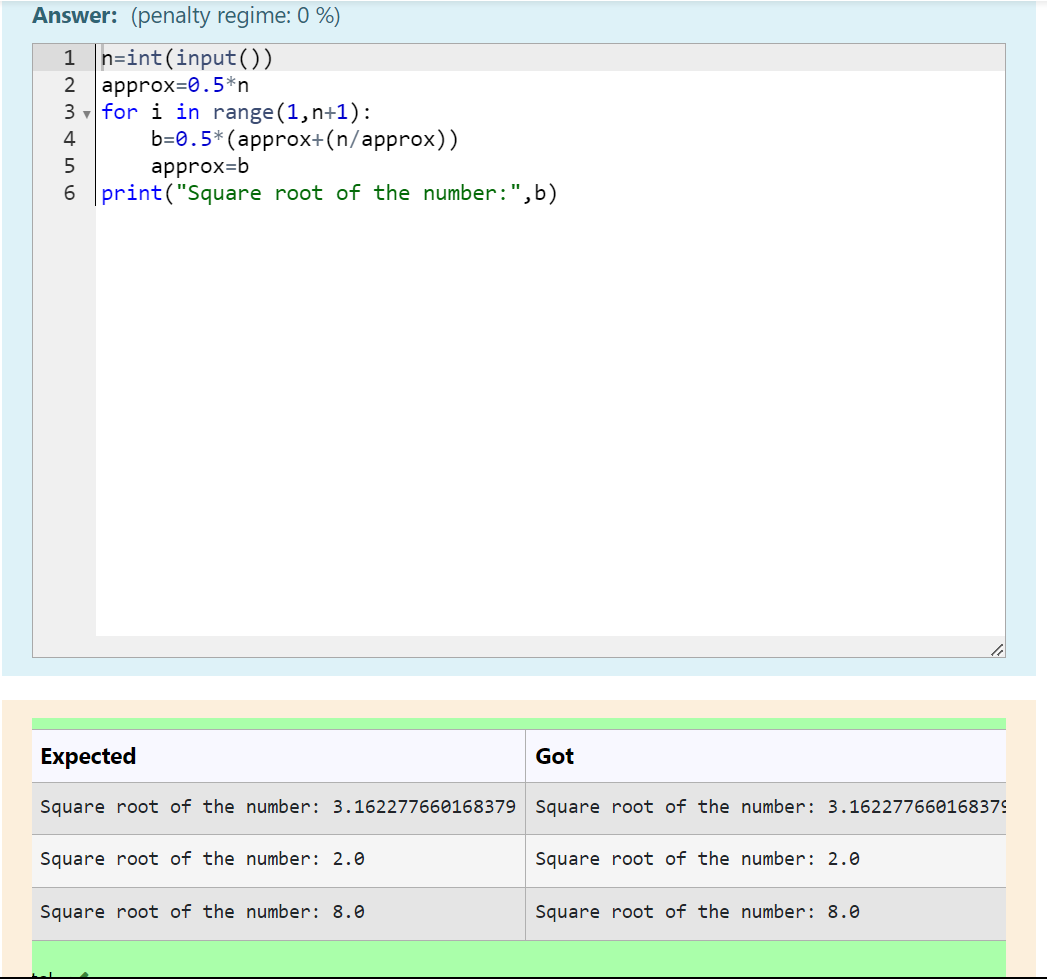 Answer: (penalty regime: 0 %)
1 n=int(input())
2 approx=0.5*n
3 for i in range(1,n+1):
4     b=0.5*(approx+(n/approx))
5     approx=b
6 print("Square root of the number:",b)
Expected Got
Square root of the number: 3.162277660168379 Square root of the number: 3.162277660168379
Square root of the number: 2.0 Square root of the number: 2.0
Square root of the number: 8.0 Square root of the number: 8.0